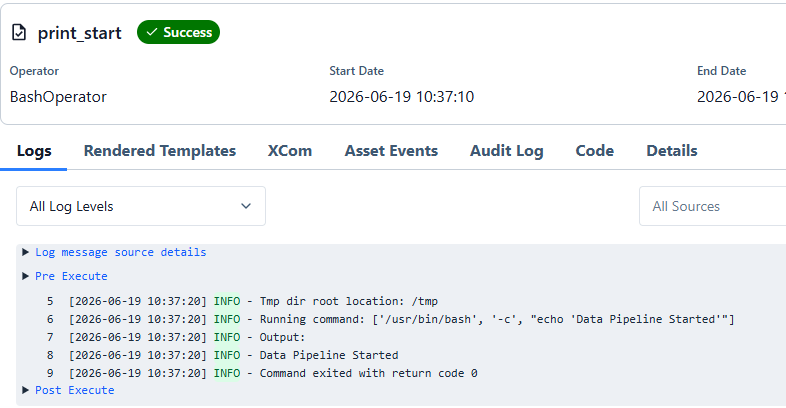 print_start Success
Operator Start Date End Date
BashOperator 2026-06-19 10:37:10 2026-06-19
Logs Rendered Templates XCom Asset Events Audit Log Code Details
All Log Levels All Sources
Log message source details
Pre Execute
5 [2026-06-19 10:37:20] INFO - Tmp dir root location: /tmp
6 [2026-06-19 10:37:20] INFO - Running command: ['/usr/bin/bash', '-c', "echo 'Data Pipeline Started'"]
7 [2026-06-19 10:37:20] INFO - Output:
8 [2026-06-19 10:37:20] INFO - Data Pipeline Started
9 [2026-06-19 10:37:20] INFO - Command exited with return code 0
Post Execute